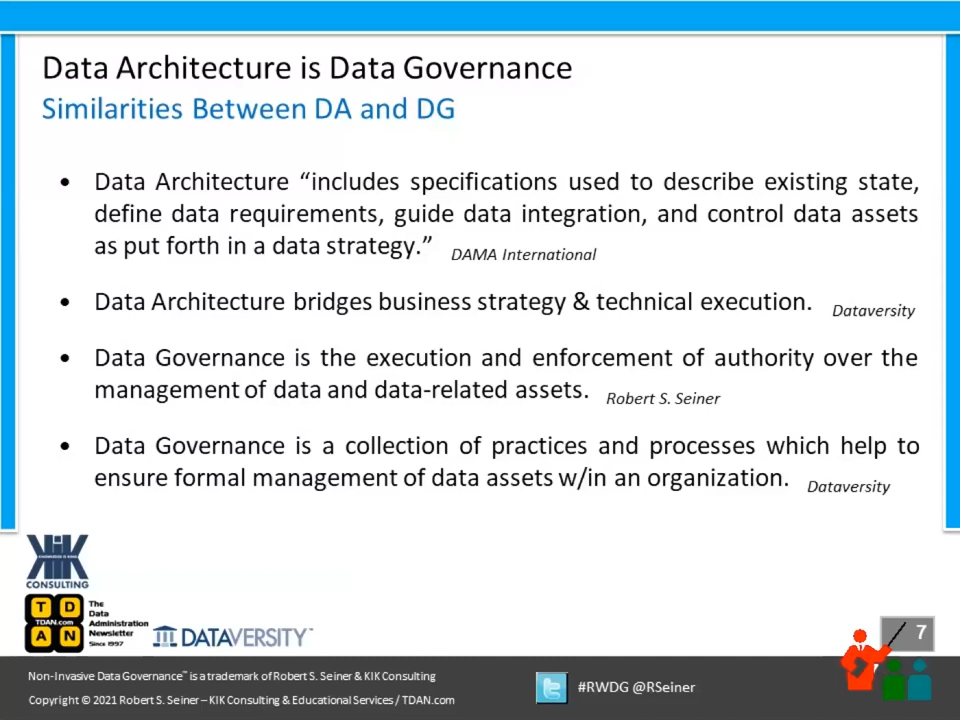 Data Architecture is Data Governance
Similarities Between DA and DG
• Data Architecture “includes specifications used to describe existing state,
define data requirements, guide data integration, and control data assets
as put forth in a data strategy.” DAMA International
• Data Architecture bridges business strategy & technical execution. Dataversity
• Data Governance is the execution and enforcement of authority over the
management of data and data-related assets. Robert S. Seiner
• Data Governance is a collection of practices and processes which help to
ensure formal management of data assets w/in an organization. Dataversity
KIK
CONSULTING
T D
TDAN.com
A N
The
Data
Administration
Newsletter
Since 1997
DATAVERSITY™
7
Non-Invasive Data Governance™ is a trademark of Robert S. Seiner & KIK Consulting
Copyright © 2021 Robert S. Seiner – KIK Consulting & Educational Services / TDAN.com
#RWDG @RSeiner